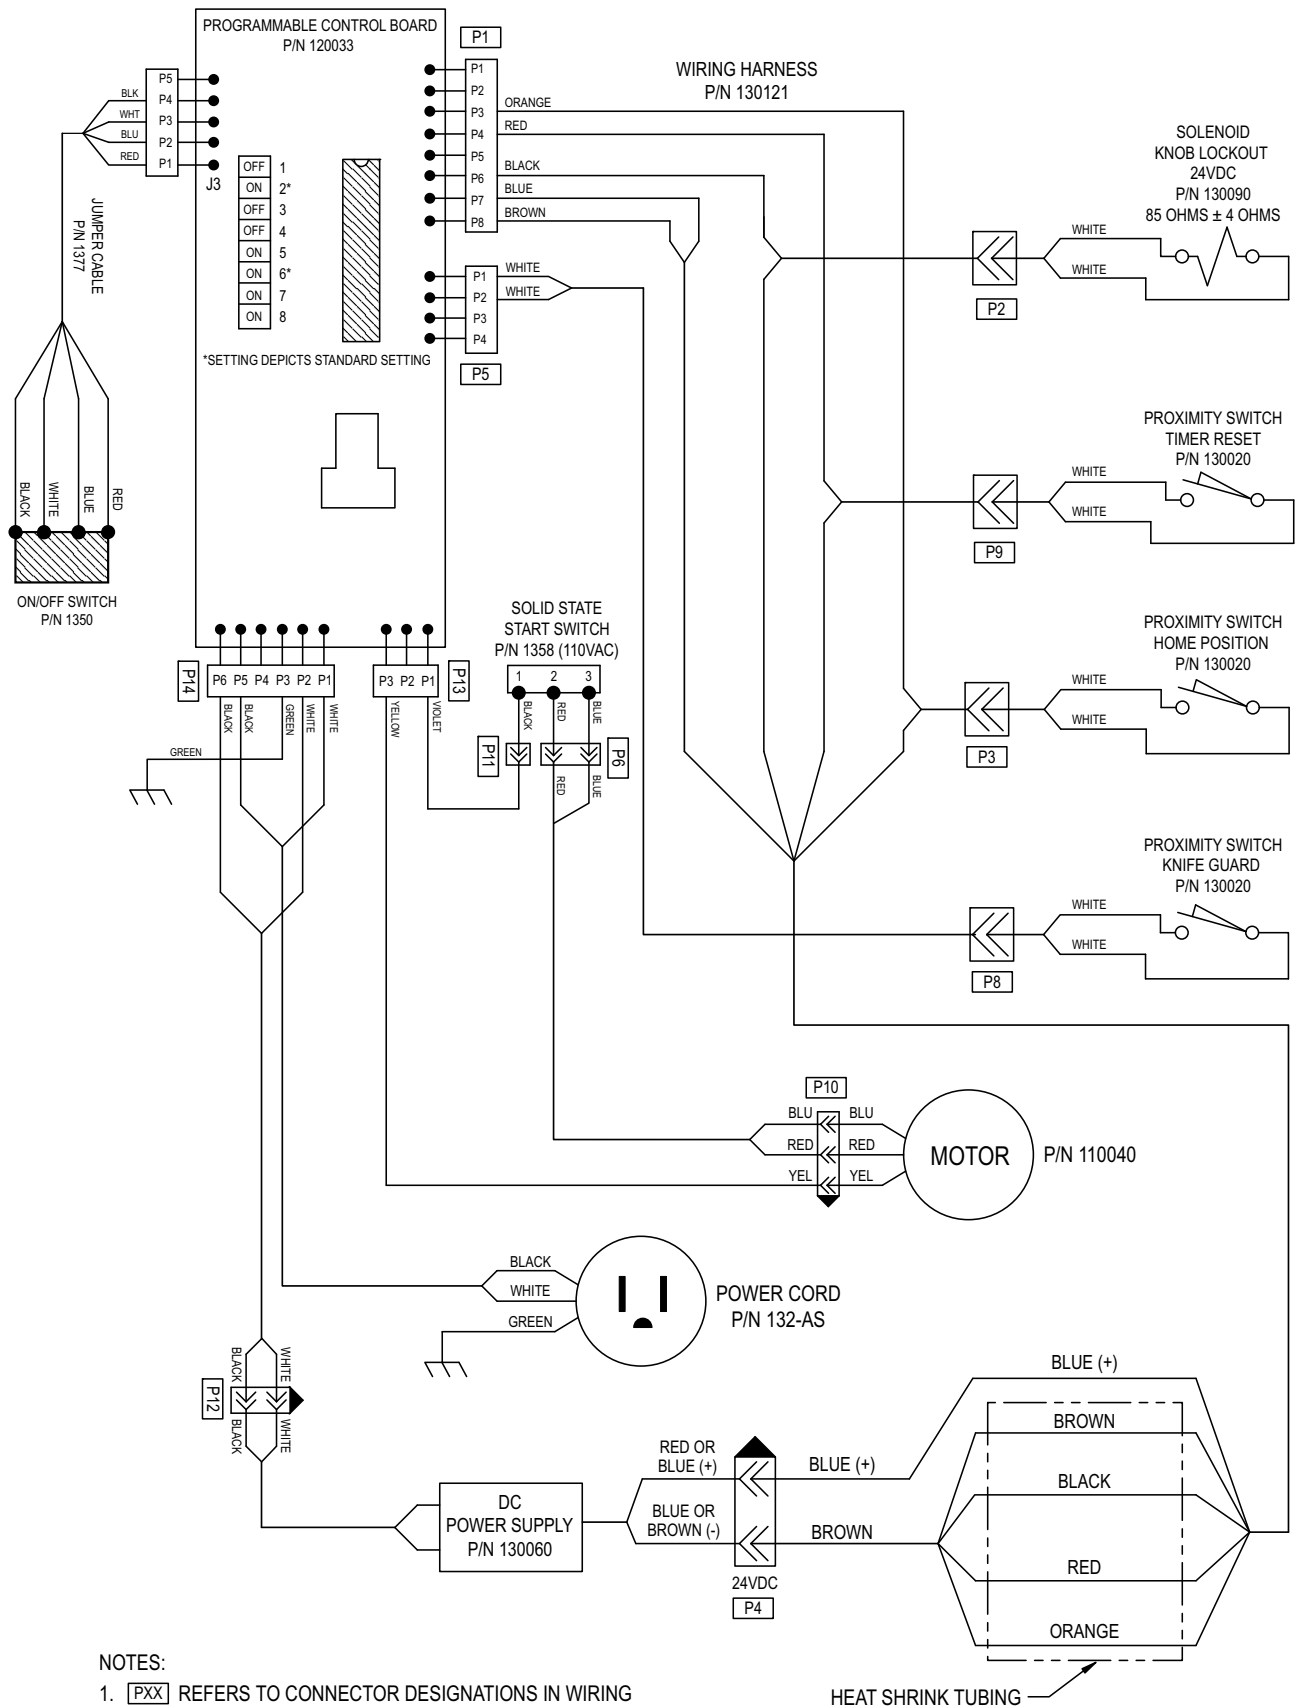 PROGRAMMABLE CONTROL BOARD
P/N 120033
P1
P5
P4
P3
P2
P1
BLK
WHT
BLU
RED
J3
JUMPER CABLE
P/N 1377
OFF 1
ON 2*
OFF 3
OFF 4
ON 5
ON 6*
ON 7
ON 8
*SETTING DEPICTS STANDARD SETTING
P1
P2
P3
P4
P5
P6
P7
P8
ORANGE
RED
BLACK
BLUE
BROWN
WIRING HARNESS
P/N 130121
P1
P2
P3
P4
WHITE
WHITE
P5
SOLENOID
KNOB LOCKOUT
24VDC
P/N 130090
85 OHMS ± 4 OHMS
WHITE
WHITE
P2
PROXIMITY SWITCH
TIMER RESET
P/N 130020
WHITE
WHITE
P9
BLACK
WHITE
BLUE
RED
ON/OFF SWITCH
P/N 1350
SOLID STATE
START SWITCH
P/N 1358 (110VAC)
1 2 3
BLACK
RED
BLUE
P11
P6
RED
BLUE
P14
P6 P5 P4 P3 P2 P1
BLACK
BLACK
GREEN
WHITE
WHITE
GREEN
P3 P2 P1
P13
YELLOW
VIOLET
PROXIMITY SWITCH
HOME POSITION
P/N 130020
WHITE
WHITE
P3
PROXIMITY SWITCH
KNIFE GUARD
P/N 130020
WHITE
WHITE
P8
P10
BLU BLU
RED RED
YEL YEL
MOTOR
P/N 110040
BLACK
WHITE
GREEN
POWER CORD
P/N 132-AS
P12
BLACK
WHITE
BLACK
WHITE
DC
POWER SUPPLY
P/N 130060
RED OR
BLUE (+)
BLUE OR
BROWN (-)
24VDC
P4
BLUE (+)
BROWN
BLUE (+)
BROWN
BLACK
RED
ORANGE
HEAT SHRINK TUBING
NOTES:
1. PXX REFERS TO CONNECTOR DESIGNATIONS IN WIRING